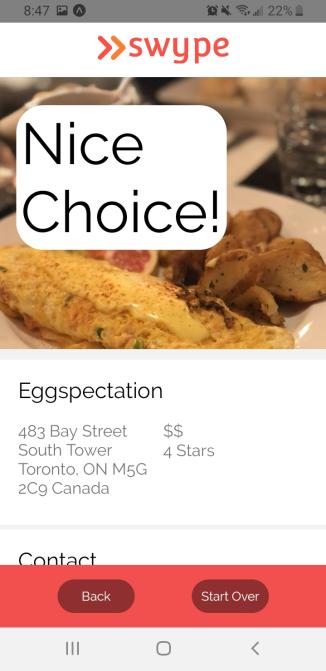 8:47
22%
swype
Nice
Choice!
Eggspectation
483 Bay Street
South Tower
Toronto, ON M5G
2C9 Canada
$$
4 Stars
Contact
Back
Start Over